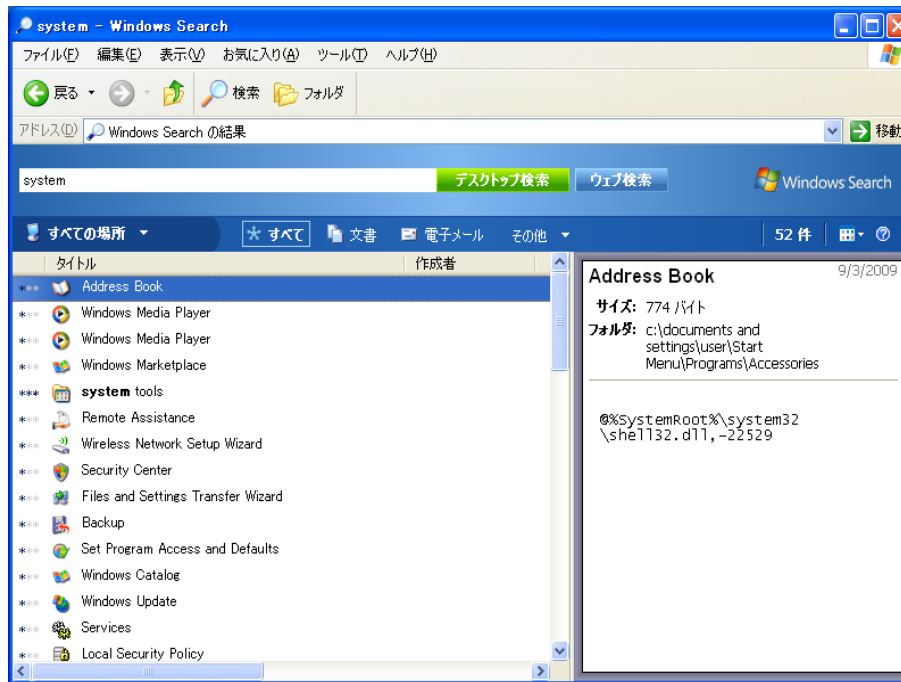 system - Windows Search
ファイル(F) 編集(E) 表示(V) お気に入り(A) ツール(T) ヘルプ(H)
戻る 検索 フォルダ
アドレス(D) Windows Search の結果 移動
system デスクトップ検索 ウェブ検索 Windows Search
すべての場所 すべて 文書 電子メール その他 52 件
タイトル 作成者
Address Book
Windows Media Player
Windows Media Player
Windows Marketplace
system tools
Remote Assistance
Wireless Network Setup Wizard
Security Center
Files and Settings Transfer Wizard
Backup
Set Program Access and Defaults
Windows Catalog
Windows Update
Services
Local Security Policy
Address Book 9/3/2009
サイズ: 774 バイト
フォルダ: c:\documents and
settings\user\Start
Menu\Programs\Accessories
@%SystemRoot%\system32
\shell32.dll,-22529